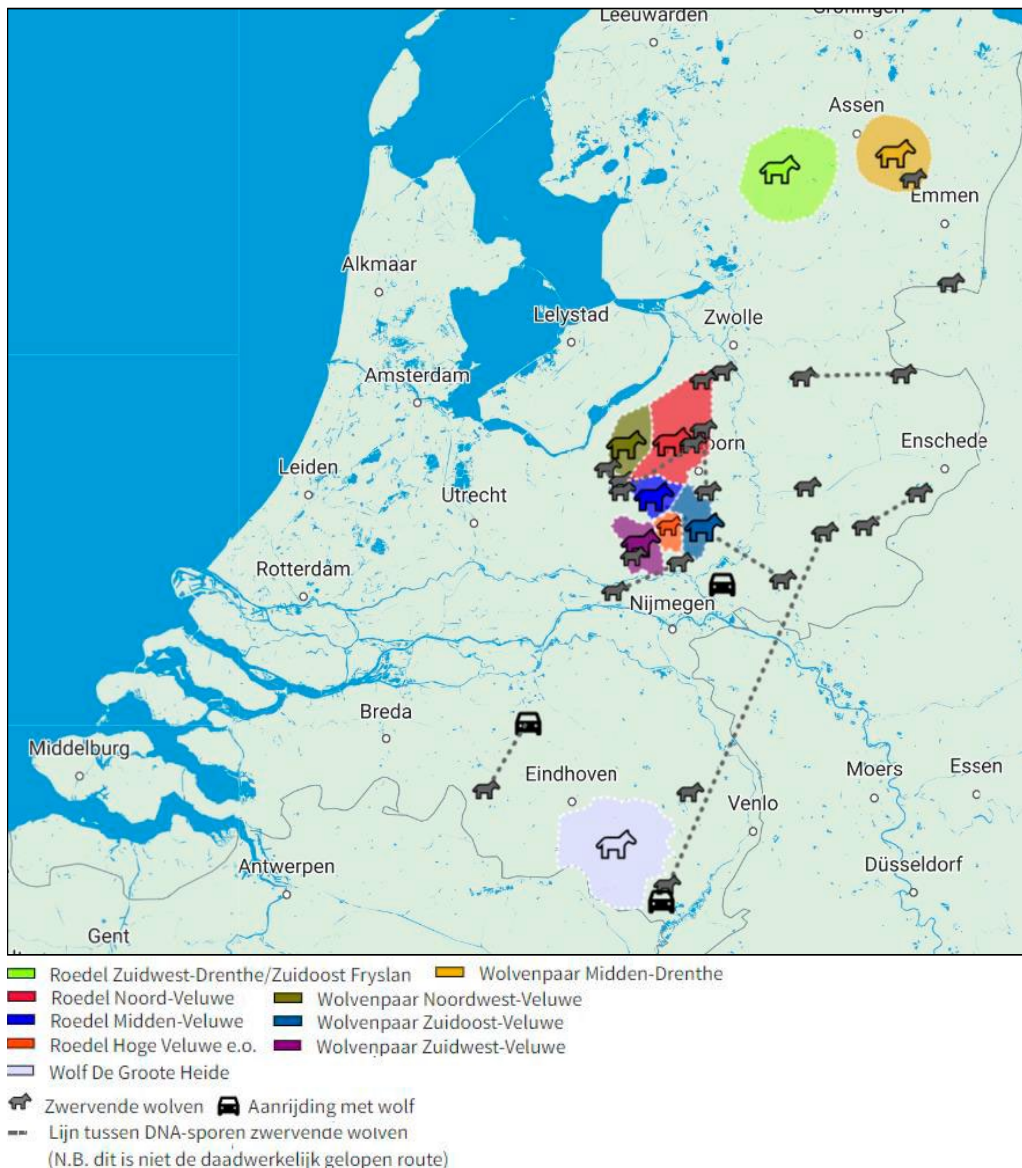 Leeuwarden
Assen
Emmen
Alkmaar
Lelystad
Zwolle
Amsterdam
Enschede
Leiden
Utrecht
Rotterdam
Nijmegen
Breda
Middelburg
Eindhoven
Moers
Essen
Venlo
Antwerpen
Düsseldorf
Gent
Roedel Zuidwest-Drenthe/Zuidoost Fryslan Wolvenpaar Midden-Drenthe
Roedel Noord-Veluwe Wolvenpaar Noordwest-Veluwe
Roedel Midden-Veluwe Wolvenpaar Zuidoost-Veluwe
Roedel Hoge Veluwe e.o. Wolvenpaar Zuidwest-Veluwe
Wolf De Groote Heide
Zwervende wolven Aanrijding met wolf
Lijn tussen DNA-sporen zwervende wolven
(N.B. dit is niet de daadwerkelijk gelopen route)